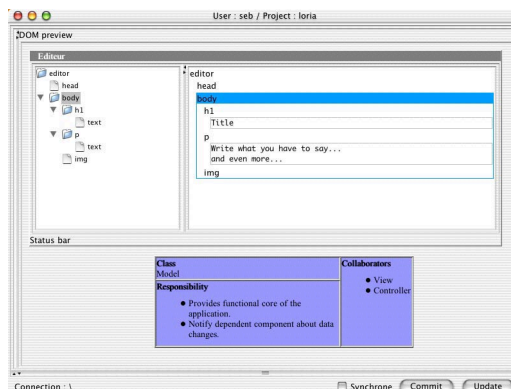 User : seb / Project : loria
DOM preview
Editeur
editor
head
body
h1
text
p
text
img
editor
head
body
h1
Title
p
Write what you have to say...
and even more...
img
Status bar
Class
Model
Responsibility
Provides functional core of the
application.
Notify dependent component about data
changes.
Collaborators
View
Controller
Connection : \
Synchrone
Commit
Update